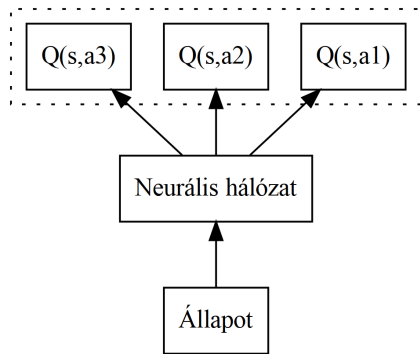 Q(s,a3)
Q(s,a2)
Q(s,a1)
Neurális hálózat
Állapot